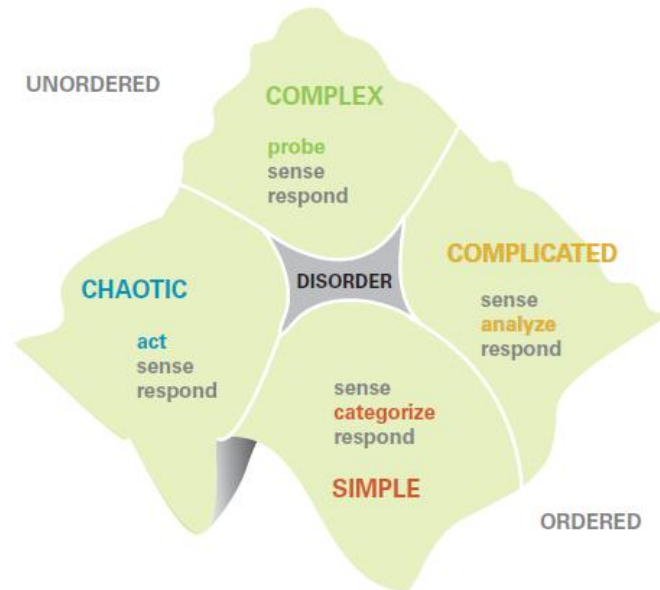 UNORDERED
COMPLEX
probe
sense
respond
COMPLICATED
sense
analyze
respond
DISORDER
CHAOTIC
act
sense
respond
sense
categorize
respond
SIMPLE
ORDERED